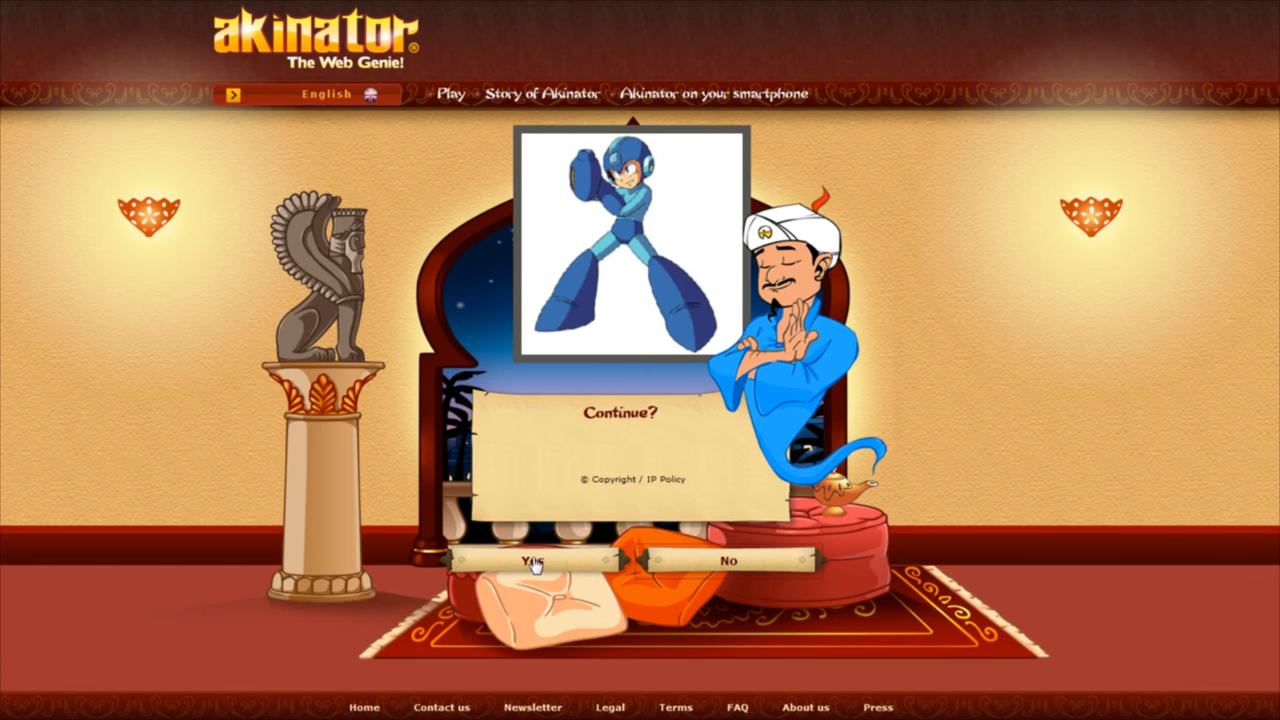 akinator®
The Web Genie!
English
- Play - Story of Akinator - Akinator on your smartphone
Continue?
© Copyright / IP Policy
Yes
No
Home Contact us Newsletter Legal Terms FAQ About us Press